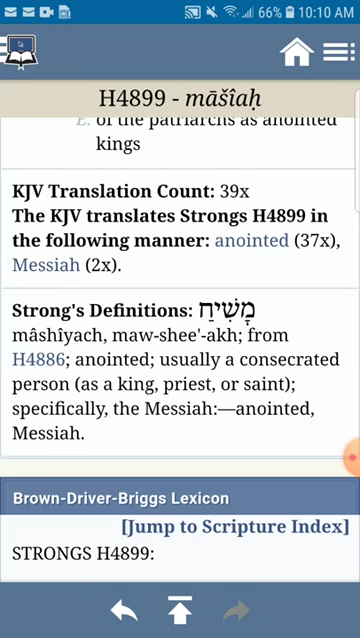 66% 10:10 AM
H4899 - māšîaḥ
E. of the patriarchs as anointed
kings
KJV Translation Count: 39x
The KJV translates Strongs H4899 in
the following manner: anointed (37x),
Messiah (2x).
Strong's Definitions: מָשִׁיחַ
mâshîyach, maw-shee'-akh; from
H4886; anointed; usually a consecrated
person (as a king, priest, or saint);
specifically, the Messiah:—anointed,
Messiah.
Brown-Driver-Briggs Lexicon
[Jump to Scripture Index]
STRONGS H4899: